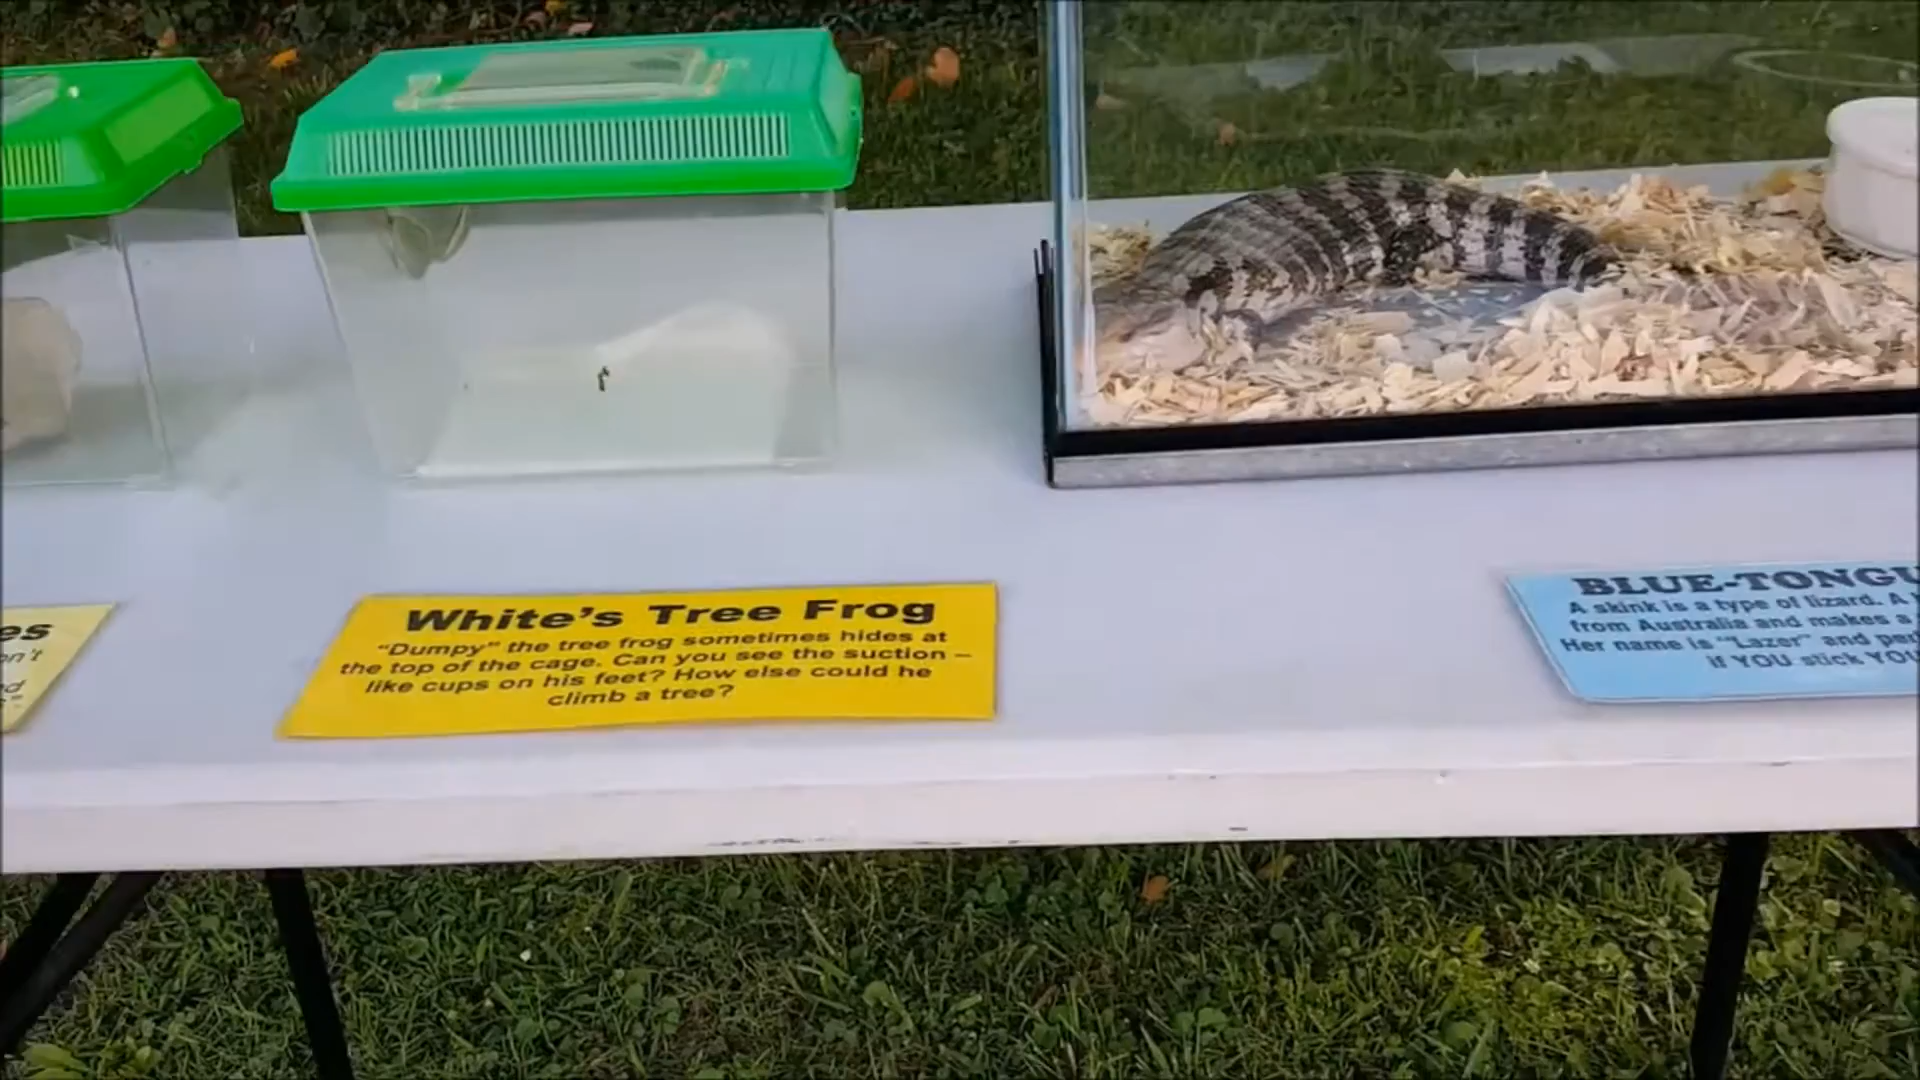 es
on't
White's Tree Frog
"Dumpy" the tree frog sometimes hides at
the top of the cage. Can you see the suction –
like cups on his feet? How else could he
climb a tree?
BLUE-TONGU
A skink is a type of lizard. A
from Australia and makes a
Her name is "Lazer" and per
if YOU stick YOU